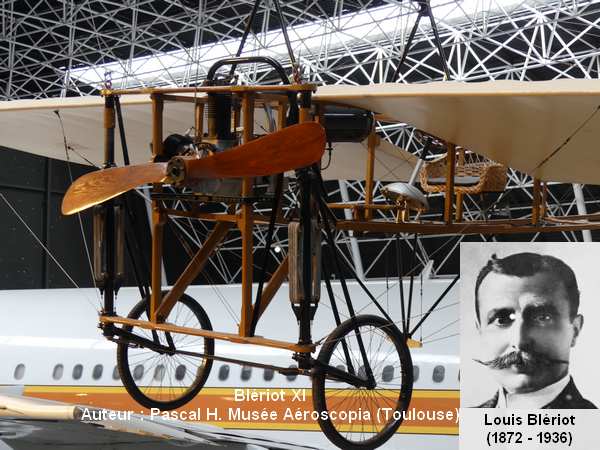 Blériot XI
Auteur : Pascal H. Musée Aéroscopia (Toulouse)
Louis Blériot
(1872 - 1936)